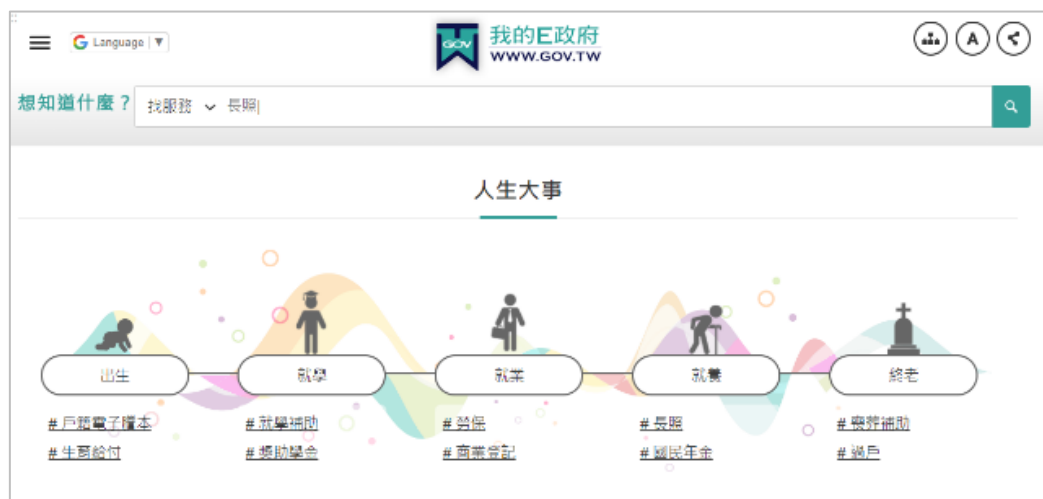 Language ▼
GOV
我的E政府
WWW.GOV.TW
A
想知道什麼？ 找服務 長照
人生大事
出生 就學 就業 就養 終老
# 戶籍電子謄本 # 就學補助 # 勞保 # 長照 # 喪葬補助
# 生育給付 # 獎助學金 # 商業登記 # 國民年金 # 過戶